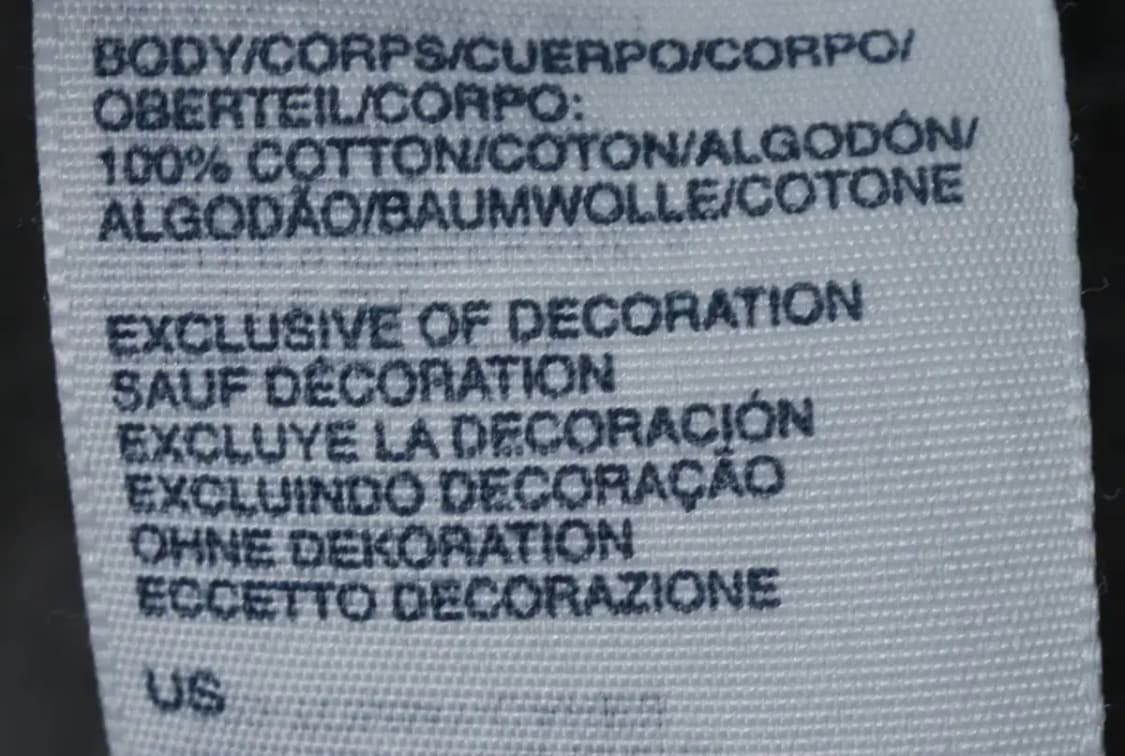 BODY/CORPS/CUERPO/CORPO/
OBERTEIL/CORPO:
100% COTTON/COTON/ALGODÓN/
ALGODÃO/BAUMWOLLE/COTONE
EXCLUSIVE OF DECORATION
SAUF DÉCORATION
EXCLUYE LA DECORACIÓN
EXCLUINDO DECORAÇÃO
OHNE DEKORATION
ECCETTO DECORAZIONE
US